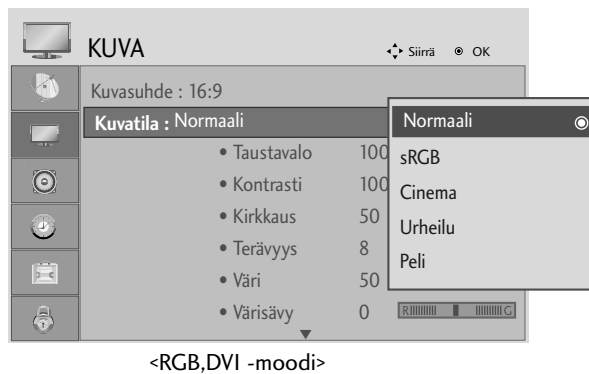 KUVA
Siirrä OK
Kuvasuhde : 16:9
Kuvatila : Normaali
• Taustavalo 100
• Kontrasti 100
• Kirkkaus 50
• Terävyys 8
• Väri 50
• Värisävy 0
R G
Normaali
sRGB
Cinema
Urheilu
Peli
<RGB,DVI -moodi>